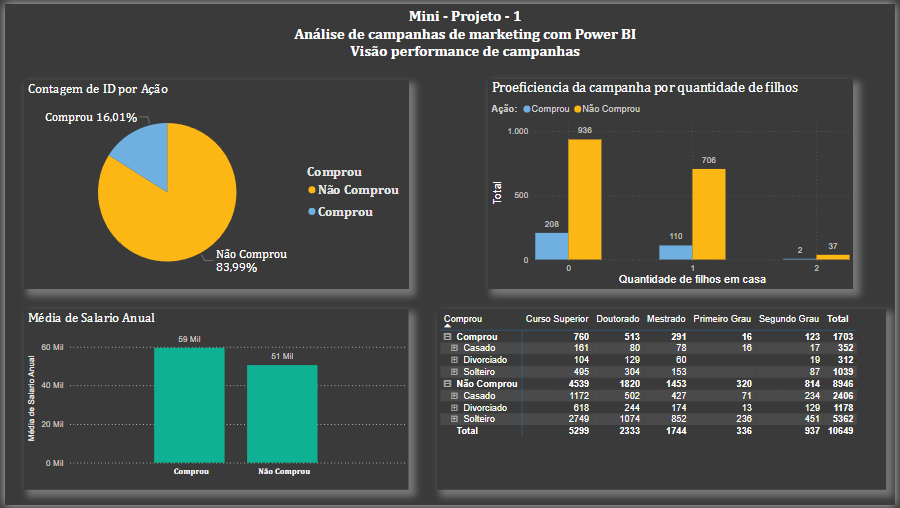 Mini - Projeto - 1
Análise de campanhas de marketing com Power BI
Visão performance de campanhas
Contagem de ID por Ação
Comprou 16,01%
Não Comprou
83,99%
Comprou
Não Comprou
Comprou
Proeficiencia da campanha por quantidade de filhos
Ação: Comprou Não Comprou
Total
1.000
500
0
208
936
110
706
2
37
0 1 2
Quantidade de filhos em casa
Média de Salario Anual
Média de Salario Anual
60 Mil
40 Mil
20 Mil
0 Mil
59 Mil
51 Mil
Comprou Não Comprou
Comprou Curso Superior Doutorado Mestrado Primeiro Grau Segundo Grau Total
Comprou 760 513 291 16 123 1703
Casado 161 80 78 16 17 352
Divorciado 104 129 60 19 312
Solteiro 495 304 153 87 1039
Não Comprou 4539 1820 1453 320 814 8946
Casado 1172 502 427 71 234 2406
Divorciado 618 244 174 13 129 1178
Solteiro 2749 1074 852 236 451 5362
Total 5299 2333 1744 336 937 10649